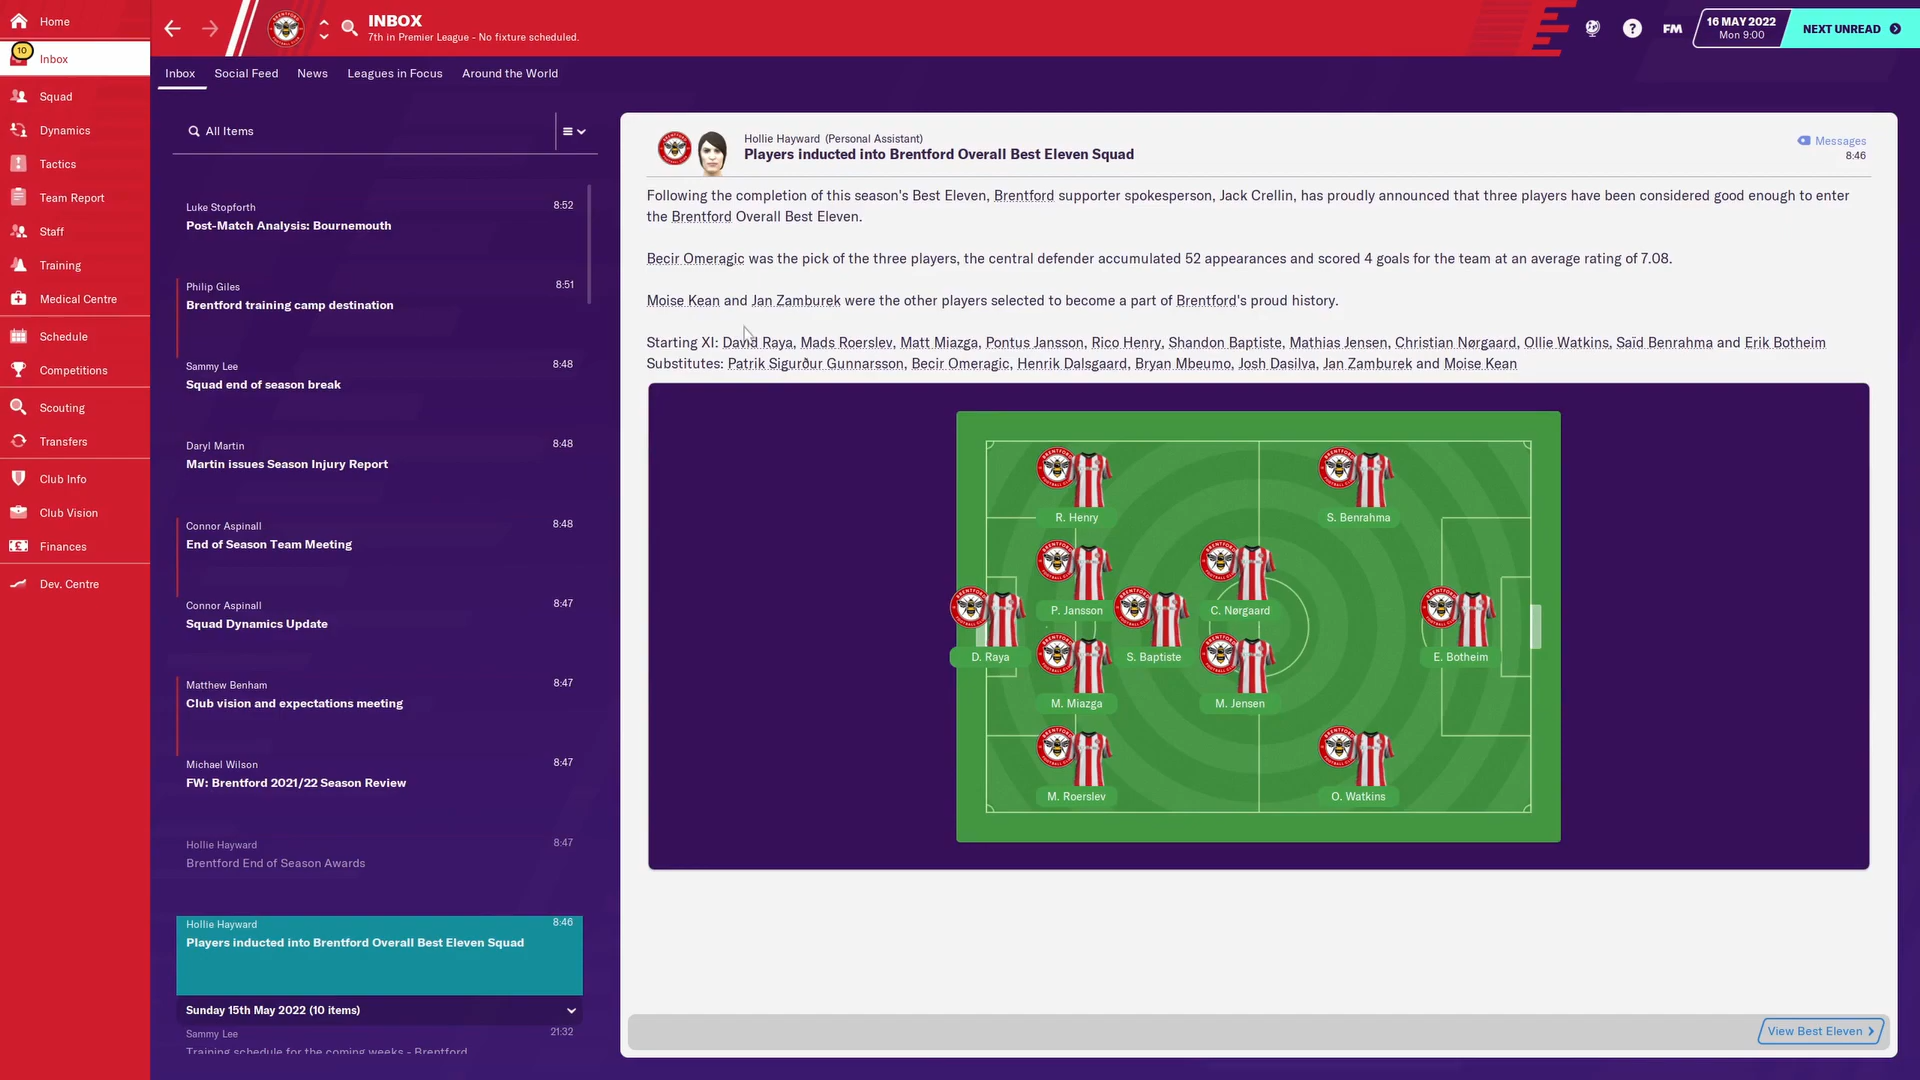 Home
10
Inbox
Squad
Dynamics
Tactics
Team Report
Staff
Training
Medical Centre
Schedule
Competitions
Scouting
Transfers
Club Info
Club Vision
Finances
Dev. Centre
INBOX
7th in Premier League - No fixture scheduled.
?
FM
16 MAY 2022
Mon 9:00
NEXT UNREAD
Inbox
Social Feed
News
Leagues in Focus
Around the World
All Items
Luke Stopforth
8:52
Post-Match Analysis: Bournemouth
Philip Giles
8:51
Brentford training camp destination
Sammy Lee
8:48
Squad end of season break
Daryl Martin
8:48
Martin issues Season Injury Report
Connor Aspinall
8:48
End of Season Team Meeting
Connor Aspinall
8:47
Squad Dynamics Update
Matthew Benham
8:47
Club vision and expectations meeting
Michael Wilson
8:47
FW: Brentford 2021/22 Season Review
Hollie Hayward
8:47
Brentford End of Season Awards
Hollie Hayward
8:46
Players inducted into Brentford Overall Best Eleven Squad
Sunday 15th May 2022 (10 items)
Sammy Lee
21:32
Training schedule for the coming weeks - Brentford
Hollie Hayward (Personal Assistant)
Players inducted into Brentford Overall Best Eleven Squad
Messages
8:46
Following the completion of this season's Best Eleven, Brentford supporter spokesperson, Jack Crellin, has proudly announced that three players have been considered good enough to enter
the Brentford Overall Best Eleven.
Becir Omeragic was the pick of the three players, the central defender accumulated 52 appearances and scored 4 goals for the team at an average rating of 7.08.
Moise Kean and Jan Zamburek were the other players selected to become a part of Brentford's proud history.
Starting XI: David Raya, Mads Roerslev, Matt Miazga, Pontus Jansson, Rico Henry, Shandon Baptiste, Mathias Jensen, Christian Nørgaard, Ollie Watkins, Saïd Benrahma and Erik Botheim
Substitutes: Patrik Sigurður Gunnarsson, Becir Omeragic, Henrik Dalsgaard, Bryan Mbeumo, Josh Dasilva, Jan Zamburek and Moise Kean
R. Henry
S. Benrahma
P. Jansson
C. Nørgaard
D. Raya
S. Baptiste
E. Botheim
M. Miazga
M. Jensen
M. Roerslev
O. Watkins
View Best Eleven